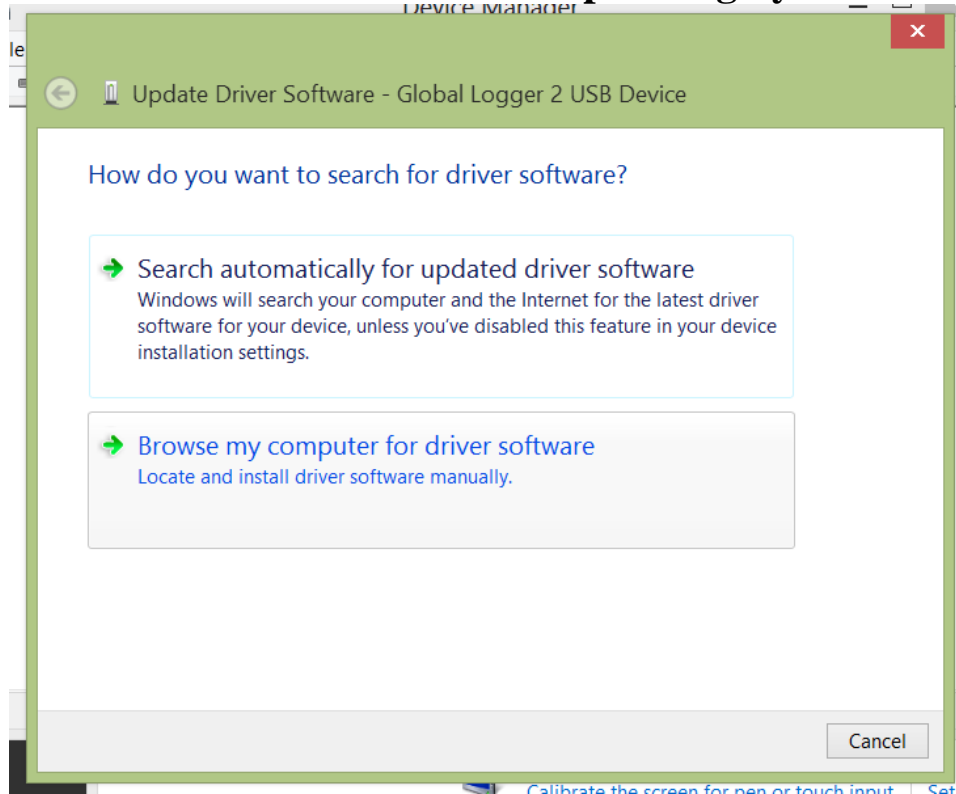 Device Manager
Update Driver Software - Global Logger 2 USB Device
How do you want to search for driver software?
Search automatically for updated driver software
Windows will search your computer and the Internet for the latest driver
software for your device, unless you've disabled this feature in your device
installation settings.
Browse my computer for driver software
Locate and install driver software manually.
Cancel
Calibrate the screen for pen or touch input
Set